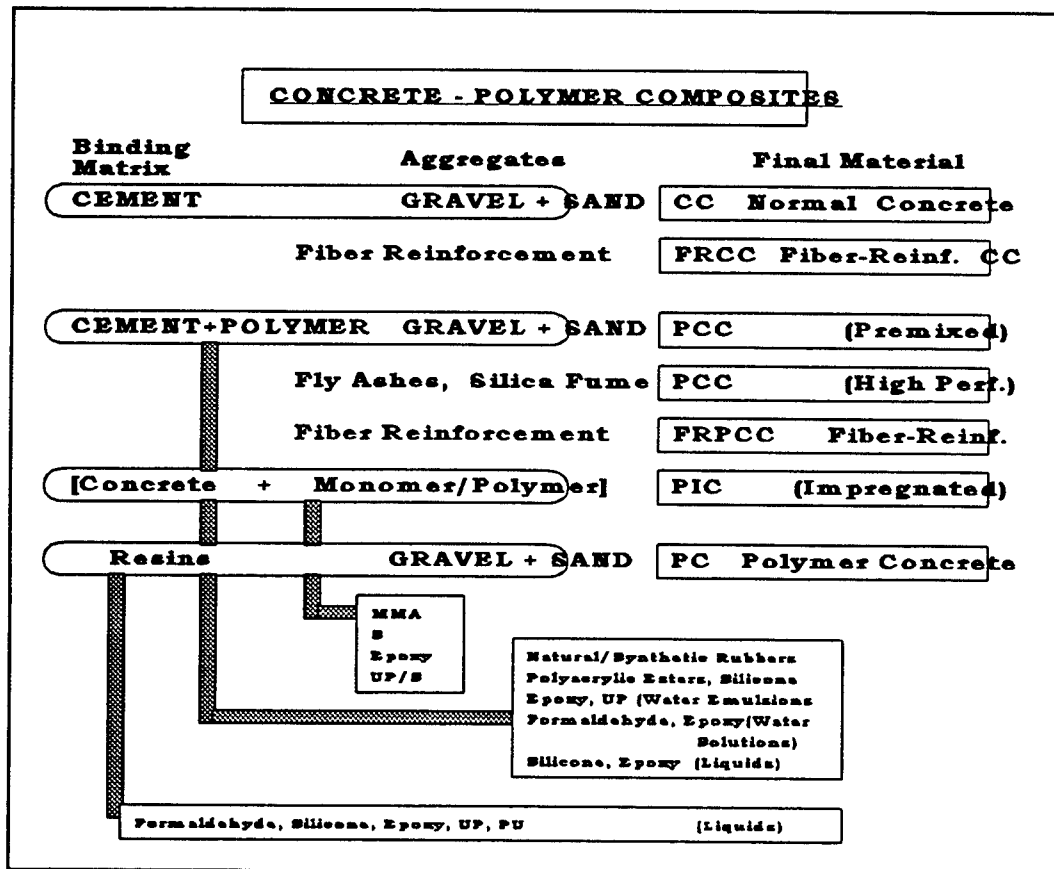 CONCRETE - POLYMER COMPOSITES
Binding
Matrix
Aggregates
Final Material
CEMENT GRAVEL + SAND CC Normal Concrete
Fiber Reinforcement FRCC Fiber-Reinf. CC
CEMENT+POLYMER GRAVEL + SAND PCC (Premixed)
Fly Ashes, Silica Fume PCC (High Perf.)
Fiber Reinforcement FRPCC Fiber-Reinf.
[Concrete + Monomer/Polymer] PIC (Impregnated)
Resins GRAVEL + SAND PC Polymer Concrete
MMA
S
Epoxy
UP/S
Natural/Synthetic Rubbers
Polyacrylic Esters, Silicone
Epoxy, UP (Water Emulsions
Formaldehyde, Epoxy(Water
Solutions)
Silicone, Epoxy (Liquids)
Formaldehyde, Silicone, Epoxy, UP, PU (Liquids)